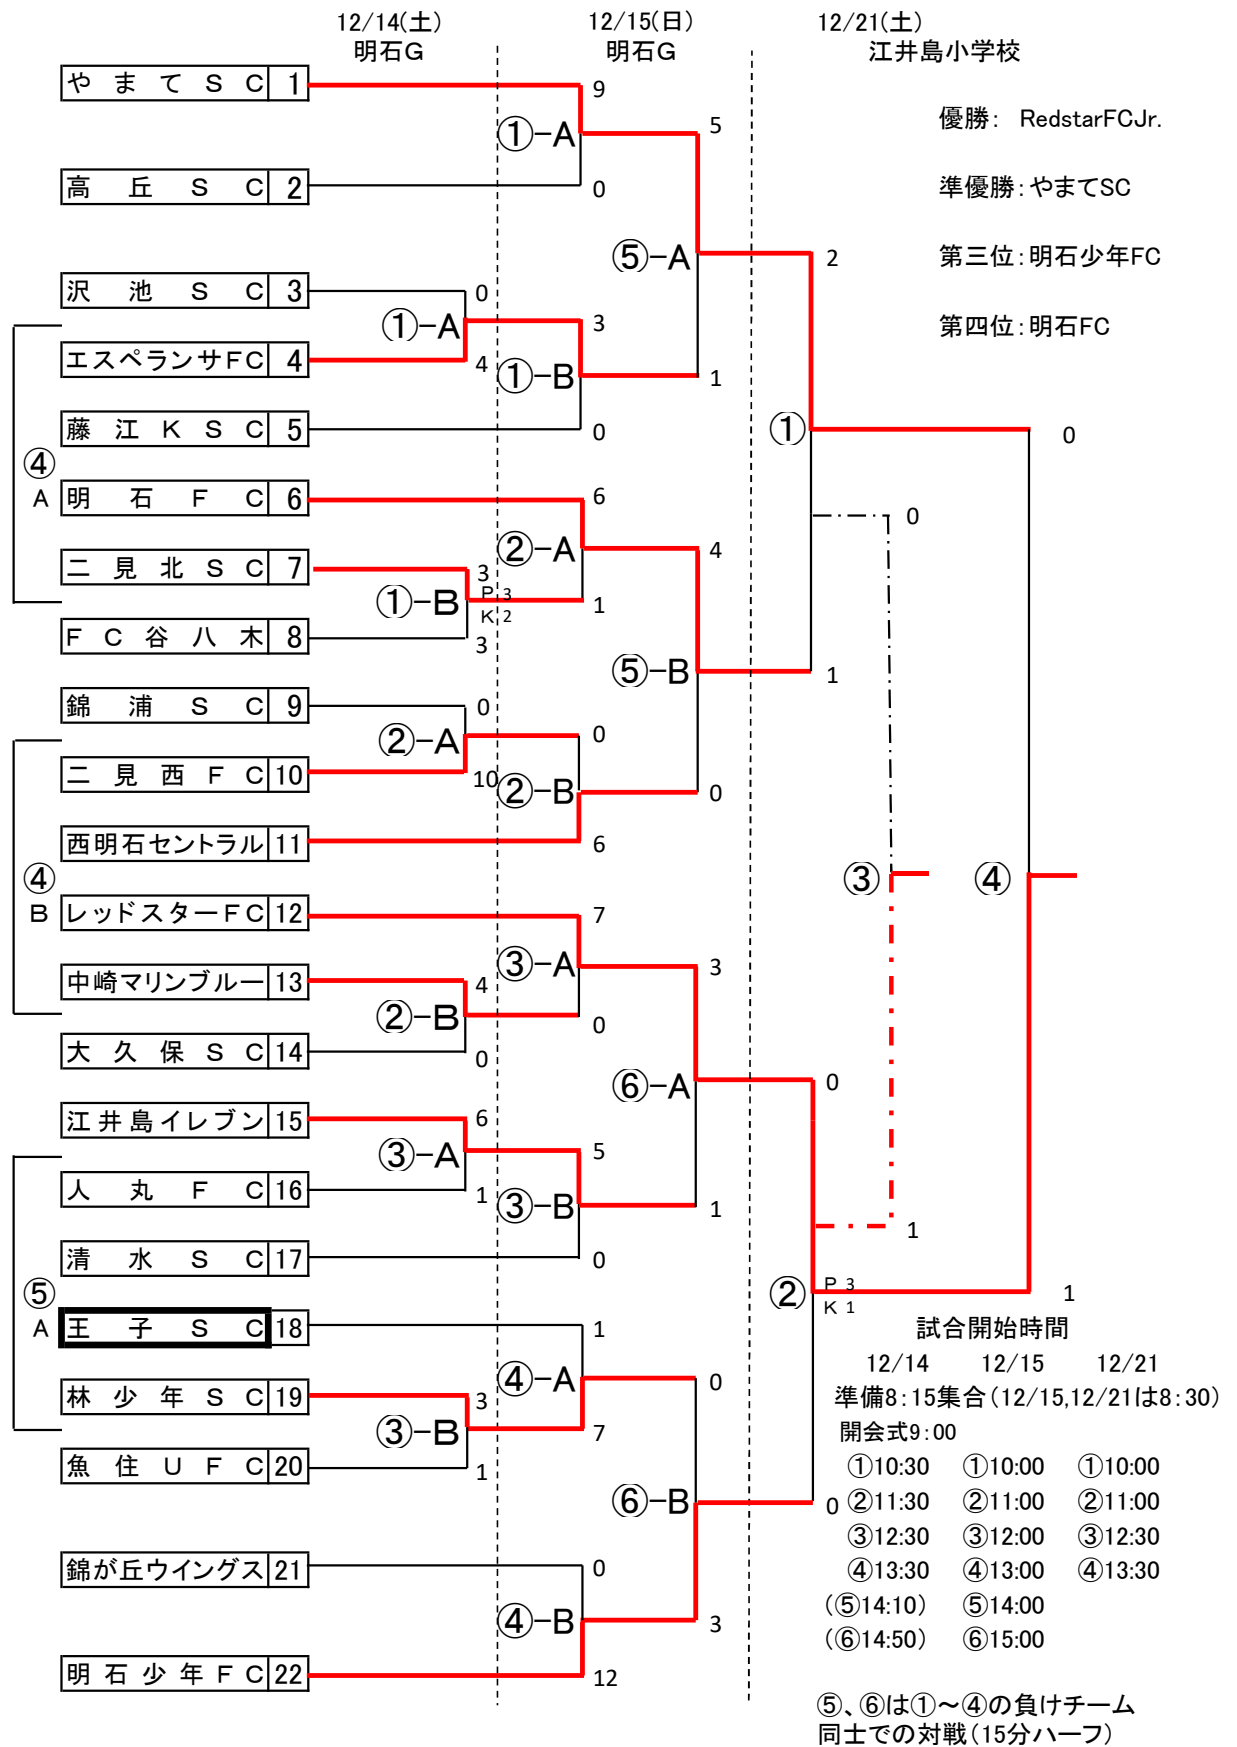 12/14(土) 12/15(日) 12/21(土)
明石G 明石G 江井島小学校
優勝： RedstarFCJr.
準優勝：やまてSC
第三位：明石少年FC
第四位：明石FC
やまてSC 1 9
①-A 5
高丘SC 2 0
⑤-A 2
沢池SC 3 0
①-A 3
エスペランサFC 4 4
①-B 1
藤江KSC 5 0
① 0
④
A
明石FC 6 6
0
②-A 4
二見北SC 7 3
①-B P 3 1
K 2
FC谷八木 8 3
⑤-B 1
錦浦SC 9 0
②-A 0
二見西FC 10 10
②-B 0
西明石セントラル 11 6
③ ④
④
B
レッドスターFC 12 7
③-A 3
中崎マリンブルー 13 4
②-B 0
大久保SC 14 0
⑥-A 0
江井島イレブン 15 6
③-A 5
人丸FC 16 1
③-B 1
1
清水SC 17 0
⑤
A
② P 3 1
K 1
王子SC 18 1
④-A 0
林少年SC 19 3
③-B 7
魚住UFC 20 1
⑥-B 0
錦が丘ウイングス 21 0
④-B 3
明石少年FC 22 12
試合開始時間
12/14 12/15 12/21
準備8:15集合(12/15,12/21は8:30)
開会式9:00
①10:30 ①10:00 ①10:00
②11:30 ②11:00 ②11:00
③12:30 ③12:00 ③12:30
④13:30 ④13:00 ④13:30
(⑤14:10) ⑤14:00
(⑥14:50) ⑥15:00
⑤、⑥は①～④の負けチーム
同士での対戦(15分ハーフ)